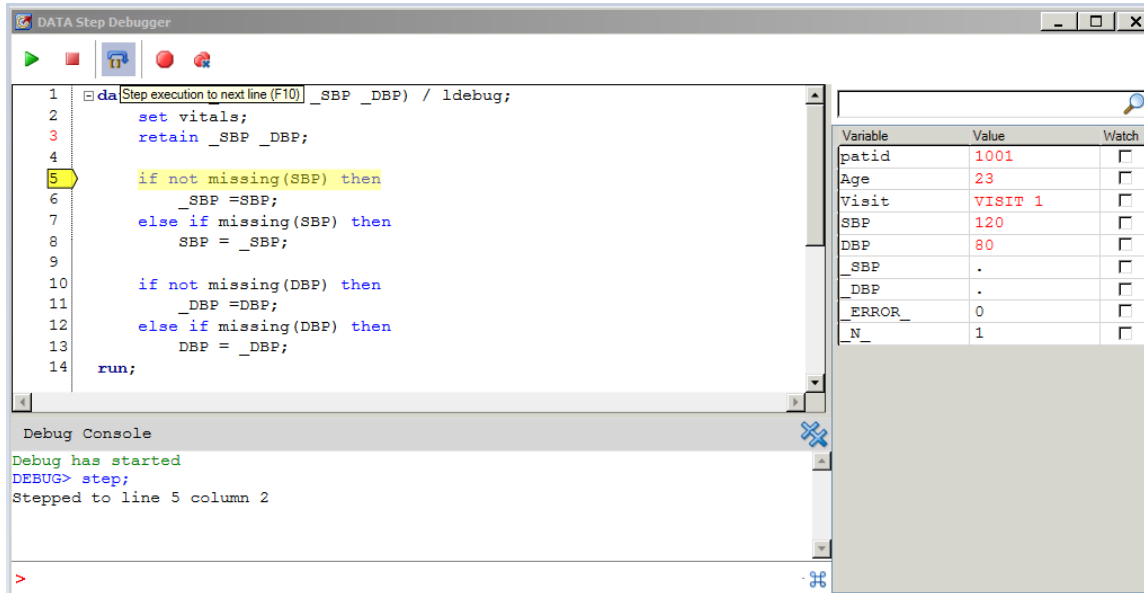 DATA Step Debugger
1 da Step execution to next line (F10) _SBP _DBP) / ldebug;
2 set vitals;
3 retain _SBP _DBP;
4
5 if not missing(SBP) then
6 _SBP =SBP;
7 else if missing(SBP) then
8 SBP = _SBP;
9
10 if not missing(DBP) then
11 _DBP =DBP;
12 else if missing(DBP) then
13 DBP = _DBP;
14 run;
Debug Console
Debug has started
DEBUG> step;
Stepped to line 5 column 2
>
Variable Value Watch
patid 1001
Age 23
Visit VISIT 1
SBP 120
DBP 80
_SBP .
_DBP .
_ERROR_ 0
_N_ 1